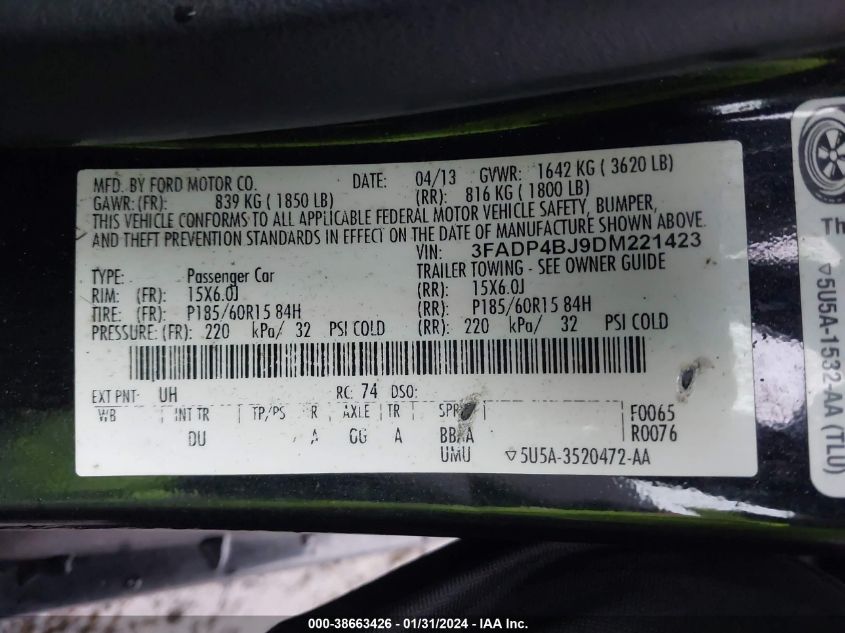 MFD. BY FORD MOTOR CO. DATE: 04/13 GVWR: 1642 KG ( 3620 LB)
GAWR: (FR): 839 KG ( 1850 LB) (RR): 816 KG ( 1800 LB)
THIS VEHICLE CONFORMS TO ALL APPLICABLE FEDERAL MOTOR VEHICLE SAFETY, BUMPER,
AND THEFT PREVENTION STANDARDS IN EFFECT ON THE DATE OF MANUFACTURE SHOWN ABOVE.
VIN: 3FADP4BJ9DM221423
TYPE: Passenger Car TRAILER TOWING - SEE OWNER GUIDE
RIM: (FR): 15X6.0J (RR): 15X6.0J
TIRE: (FR): P185/60R15 84H (RR): P185/60R15 84H
PRESSURE: (FR): 220 kPa/ 32 PSI COLD (RR): 220 kPa/ 32 PSI COLD
EXT PNT: UH RC: 74 DSO:
WB INT TR TP/PS R AXLE TR F0065
DU A GG A R0076
UMU ▽5U5A-3520472-AA
Th
▽5U5A-1532-AA (TLU)
000-38663426 - 01/31/2024 - IAA Inc.